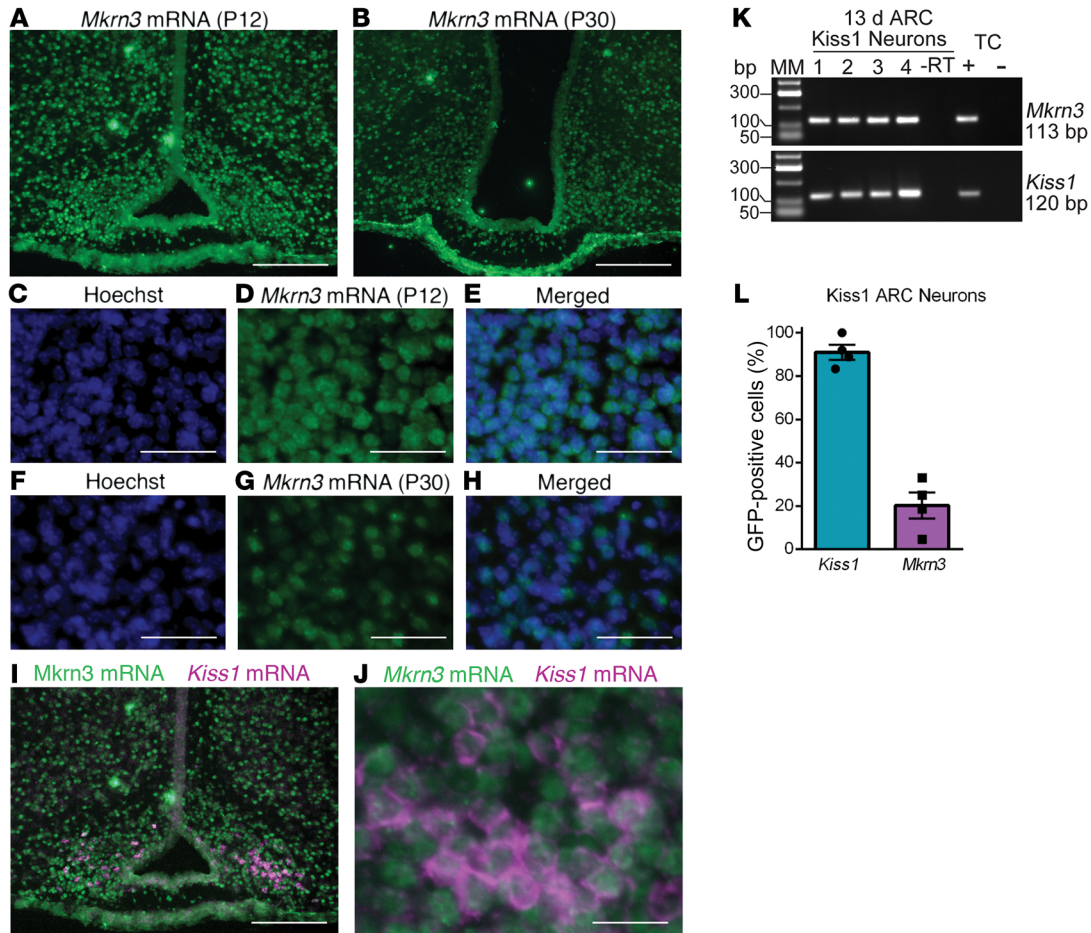 A Mkrn3 mRNA (P12)
B Mkrn3 mRNA (P30)
C Hoechst
D Mkrn3 mRNA (P12)
E Merged
F Hoechst
G Mkrn3 mRNA (P30)
H Merged
I Mkrn3 mRNA Kiss1 mRNA
J Mkrn3 mRNA Kiss1 mRNA
K 13 d ARC
Kiss1 Neurons TC
bp MM 1 2 3 4 -RT + -
300
100
50
Mkrn3
113 bp
300
100
50
Kiss1
120 bp
L Kiss1 ARC Neurons
GFP-positive cells (%)
100
80
60
40
20
0
Kiss1 Mkrn3